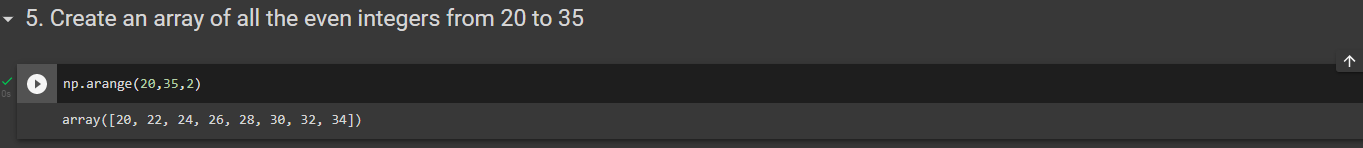 5. Create an array of all the even integers from 20 to 35
np.arange(20,35,2)
0s
array([20, 22, 24, 26, 28, 30, 32, 34])